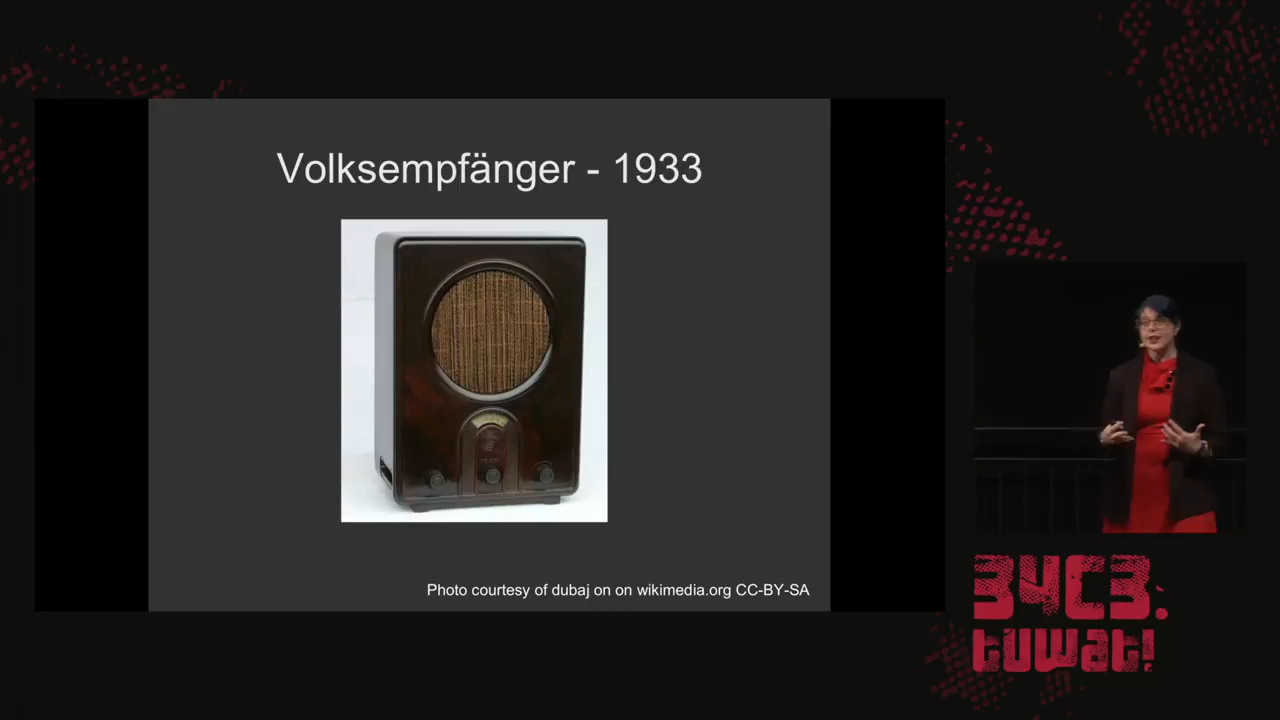 Volksempfänger - 1933
Photo courtesy of dubaj on on wikimedia.org CC-BY-SA
34C3:
tuwat!